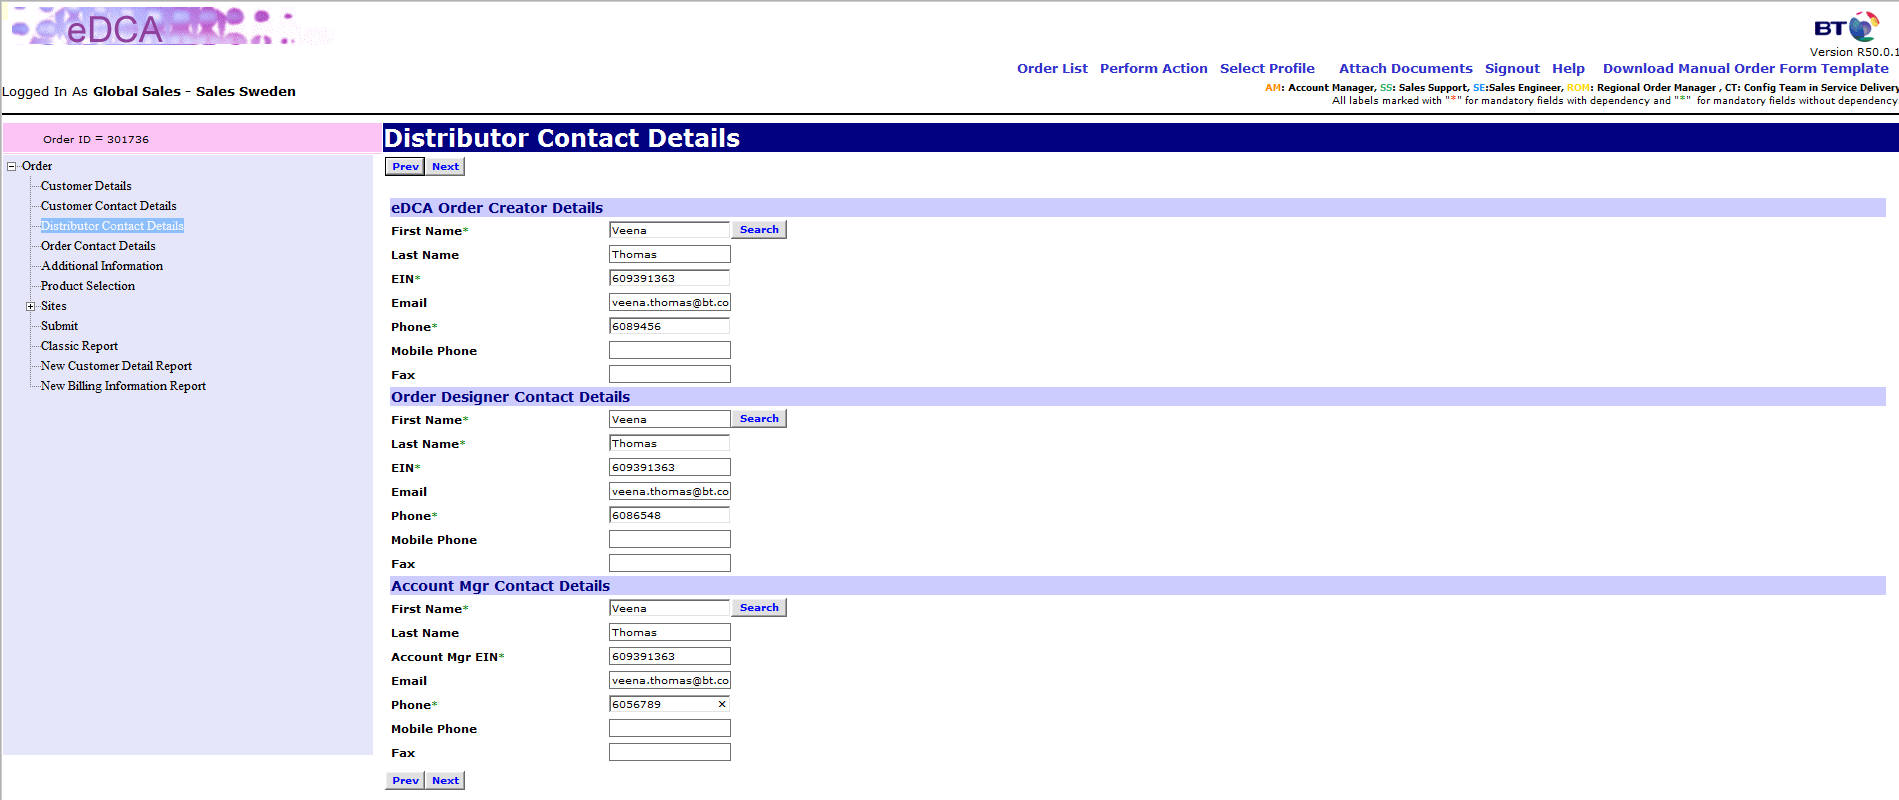 eDCA
BT
Version R50.0.1
Order List Perform Action Select Profile Attach Documents Signout Help Download Manual Order Form Template
Logged In As Global Sales - Sales Sweden
AM: Account Manager, SS: Sales Support, SE:Sales Engineer, ROM: Regional Order Manager , CT: Config Team in Service Delivery
All labels marked with "*" for mandatory fields with dependency and "*" for mandatory fields without dependency
Order ID = 301736
Order
Customer Details
Customer Contact Details
Distributor Contact Details
Order Contact Details
Additional Information
Product Selection
Sites
Submit
Classic Report
New Customer Detail Report
New Billing Information Report
Distributor Contact Details
Prev Next
eDCA Order Creator Details
First Name* Veena Search
Last Name Thomas
EIN* 609391363
Email veena.thomas@bt.co
Phone* 6089456
Mobile Phone
Fax
Order Designer Contact Details
First Name* Veena Search
Last Name* Thomas
EIN* 609391363
Email veena.thomas@bt.co
Phone* 6086548
Mobile Phone
Fax
Account Mgr Contact Details
First Name* Veena Search
Last Name Thomas
Account Mgr EIN* 609391363
Email veena.thomas@bt.co
Phone* 6056789
Mobile Phone
Fax
Prev Next